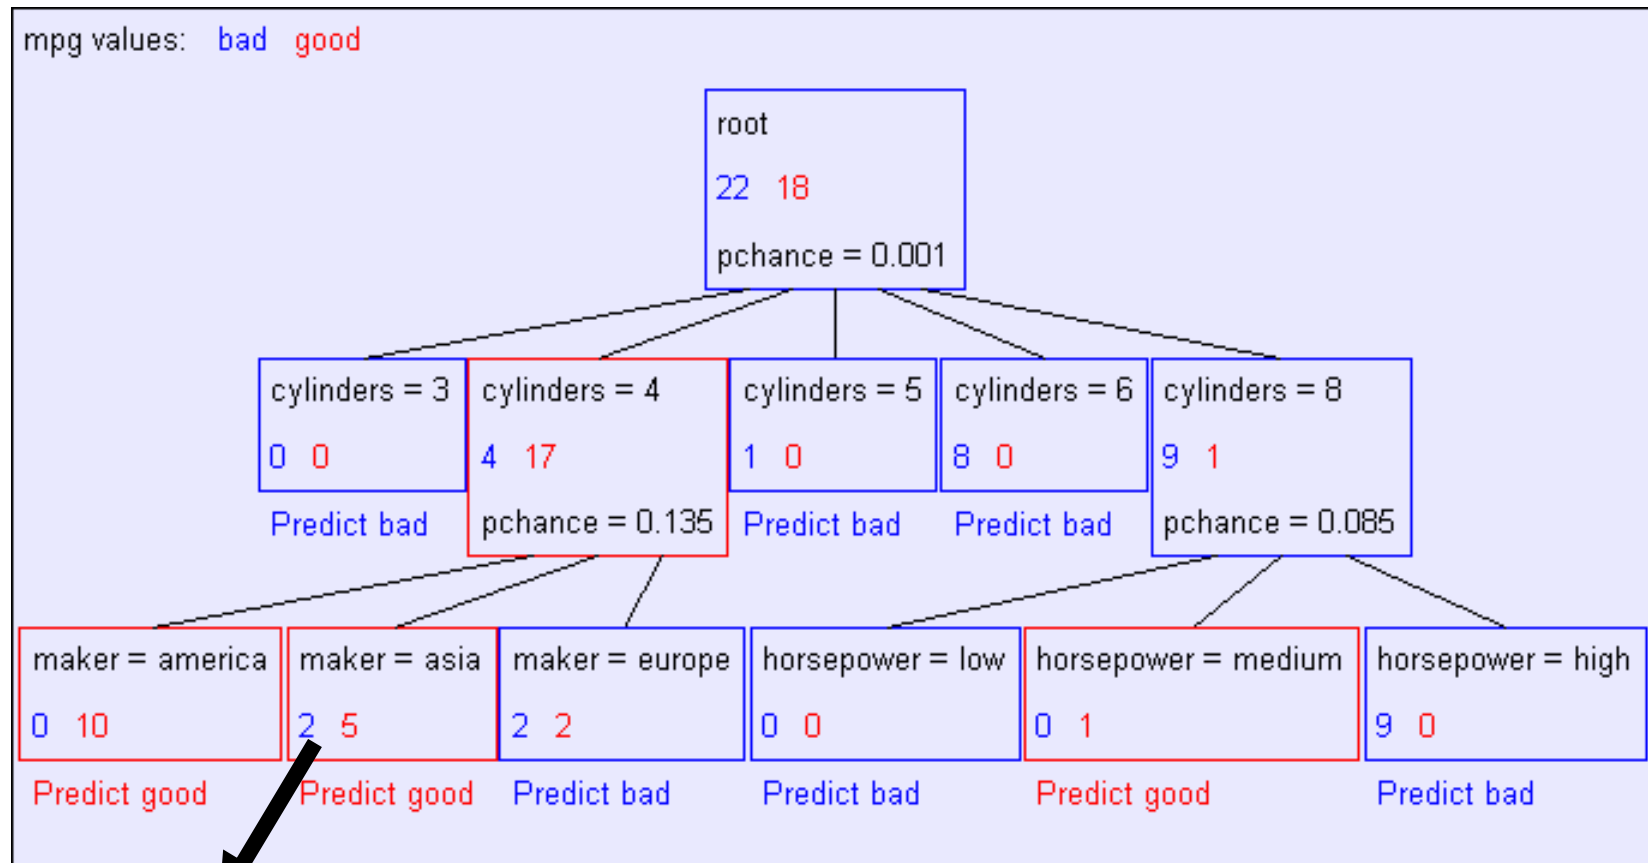 mpg values: bad good
root
22 18
pchance = 0.001
cylinders = 3
0 0
Predict bad
cylinders = 4
4 17
pchance = 0.135
cylinders = 5
1 0
Predict bad
cylinders = 6
8 0
Predict bad
cylinders = 8
9 1
pchance = 0.085
maker = america
0 10
Predict good
maker = asia
2 5
Predict good
maker = europe
2 2
Predict bad
horsepower = low
0 0
Predict bad
horsepower = medium
0 1
Predict good
horsepower = high
9 0
Predict bad